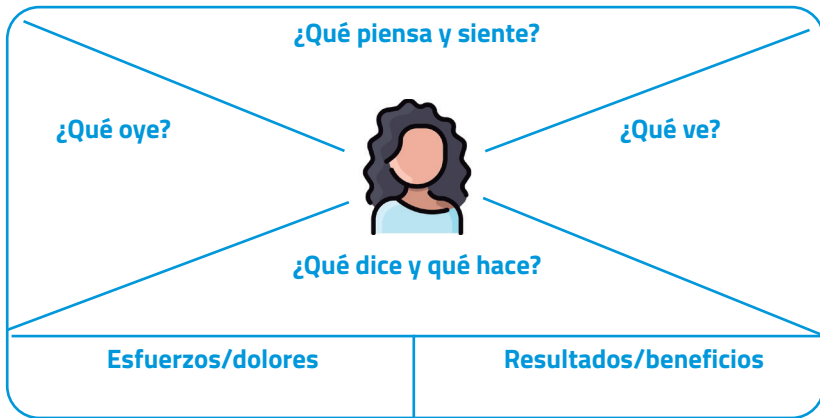 ¿Qué piensa y siente?
¿Qué oye?
¿Qué ve?
¿Qué dice y qué hace?
Esfuerzos/dolores
Resultados/beneficios